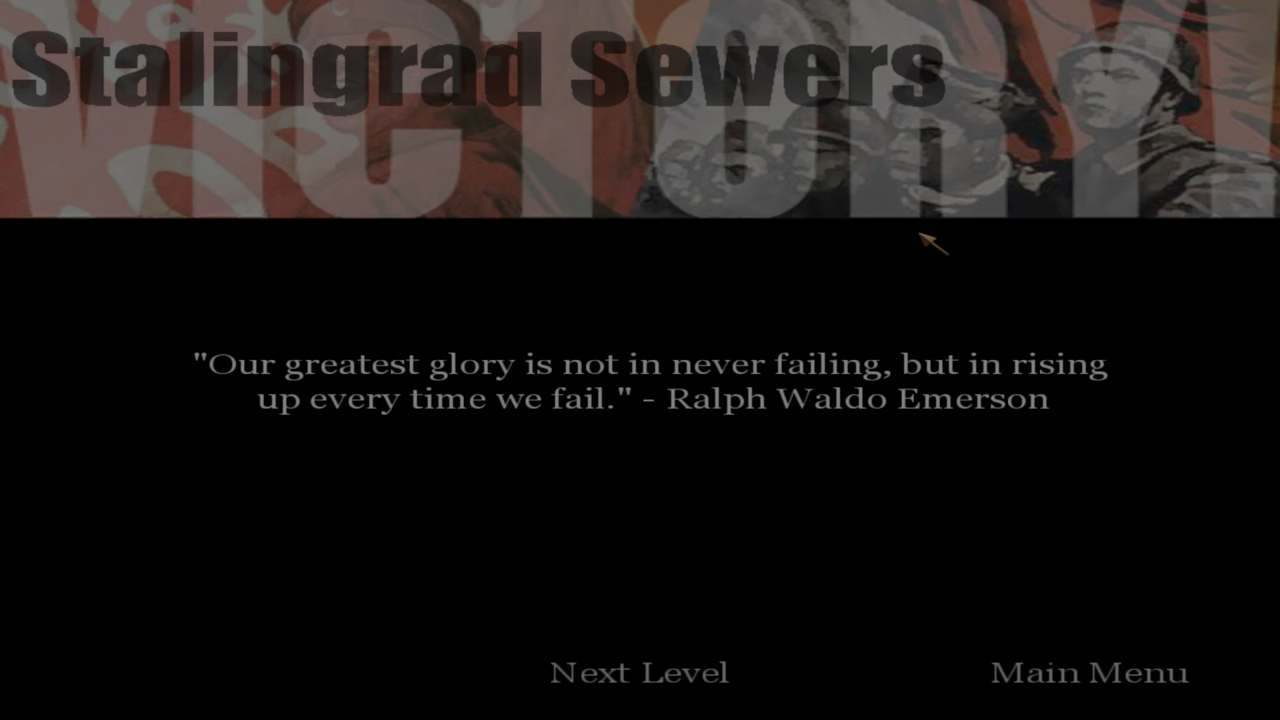 VICTORY
Stalingrad Sewers
"Our greatest glory is not in never failing, but in rising
up every time we fail." - Ralph Waldo Emerson
Next Level
Main Menu